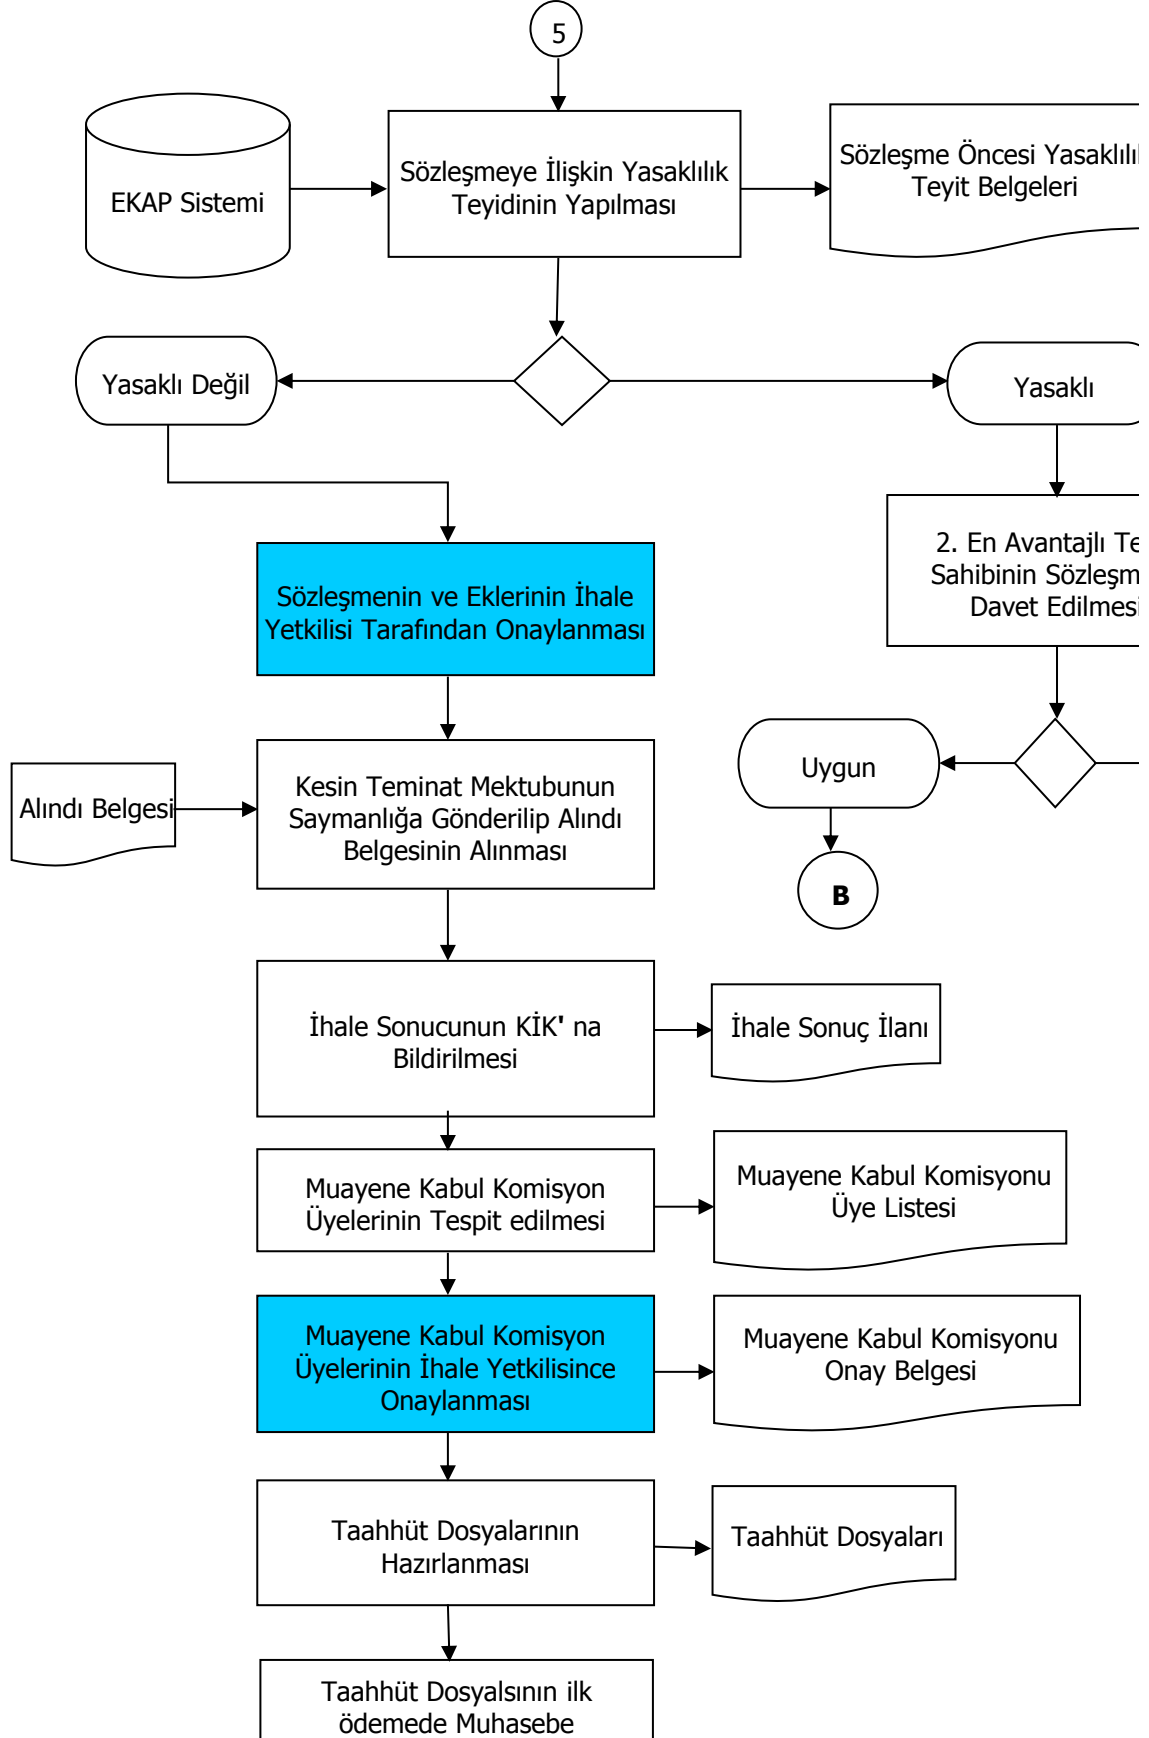 5
EKAP Sistemi
Sözleşmeye İlişkin Yasaklılık
Teyidinin Yapılması
Sözleşme Öncesi
Teyit Belgeleri
Yasaklı Değil
Yasaklı
Sözleşmenin ve Eklerinin İhale
Yetkilisi Tarafından Onaylanması
2. En Avantajlı
Sahibinin
Davet Edilmesi
Alındı Belgesi
Kesin Teminat Mektubunun
Saymanlığa Gönderilip Alındı
Belgesinin Alınması
Uygun
B
İhale Sonucunun KİK' na
Bildirilmesi
İhale Sonuç İlanı
Muayene Kabul Komisyon
Üyelerinin Tespit edilmesi
Muayene Kabul Komisyonu
Üye Listesi
Muayene Kabul Komisyon
Üyelerinin İhale Yetkilisince
Onaylanması
Muayene Kabul Komisyonu
Onay Belgesi
Taahhüt Dosyalarının
Hazırlanması
Taahhüt Dosyaları
Taahhüt Dosyalsının ilk
ödemede Muhasebe